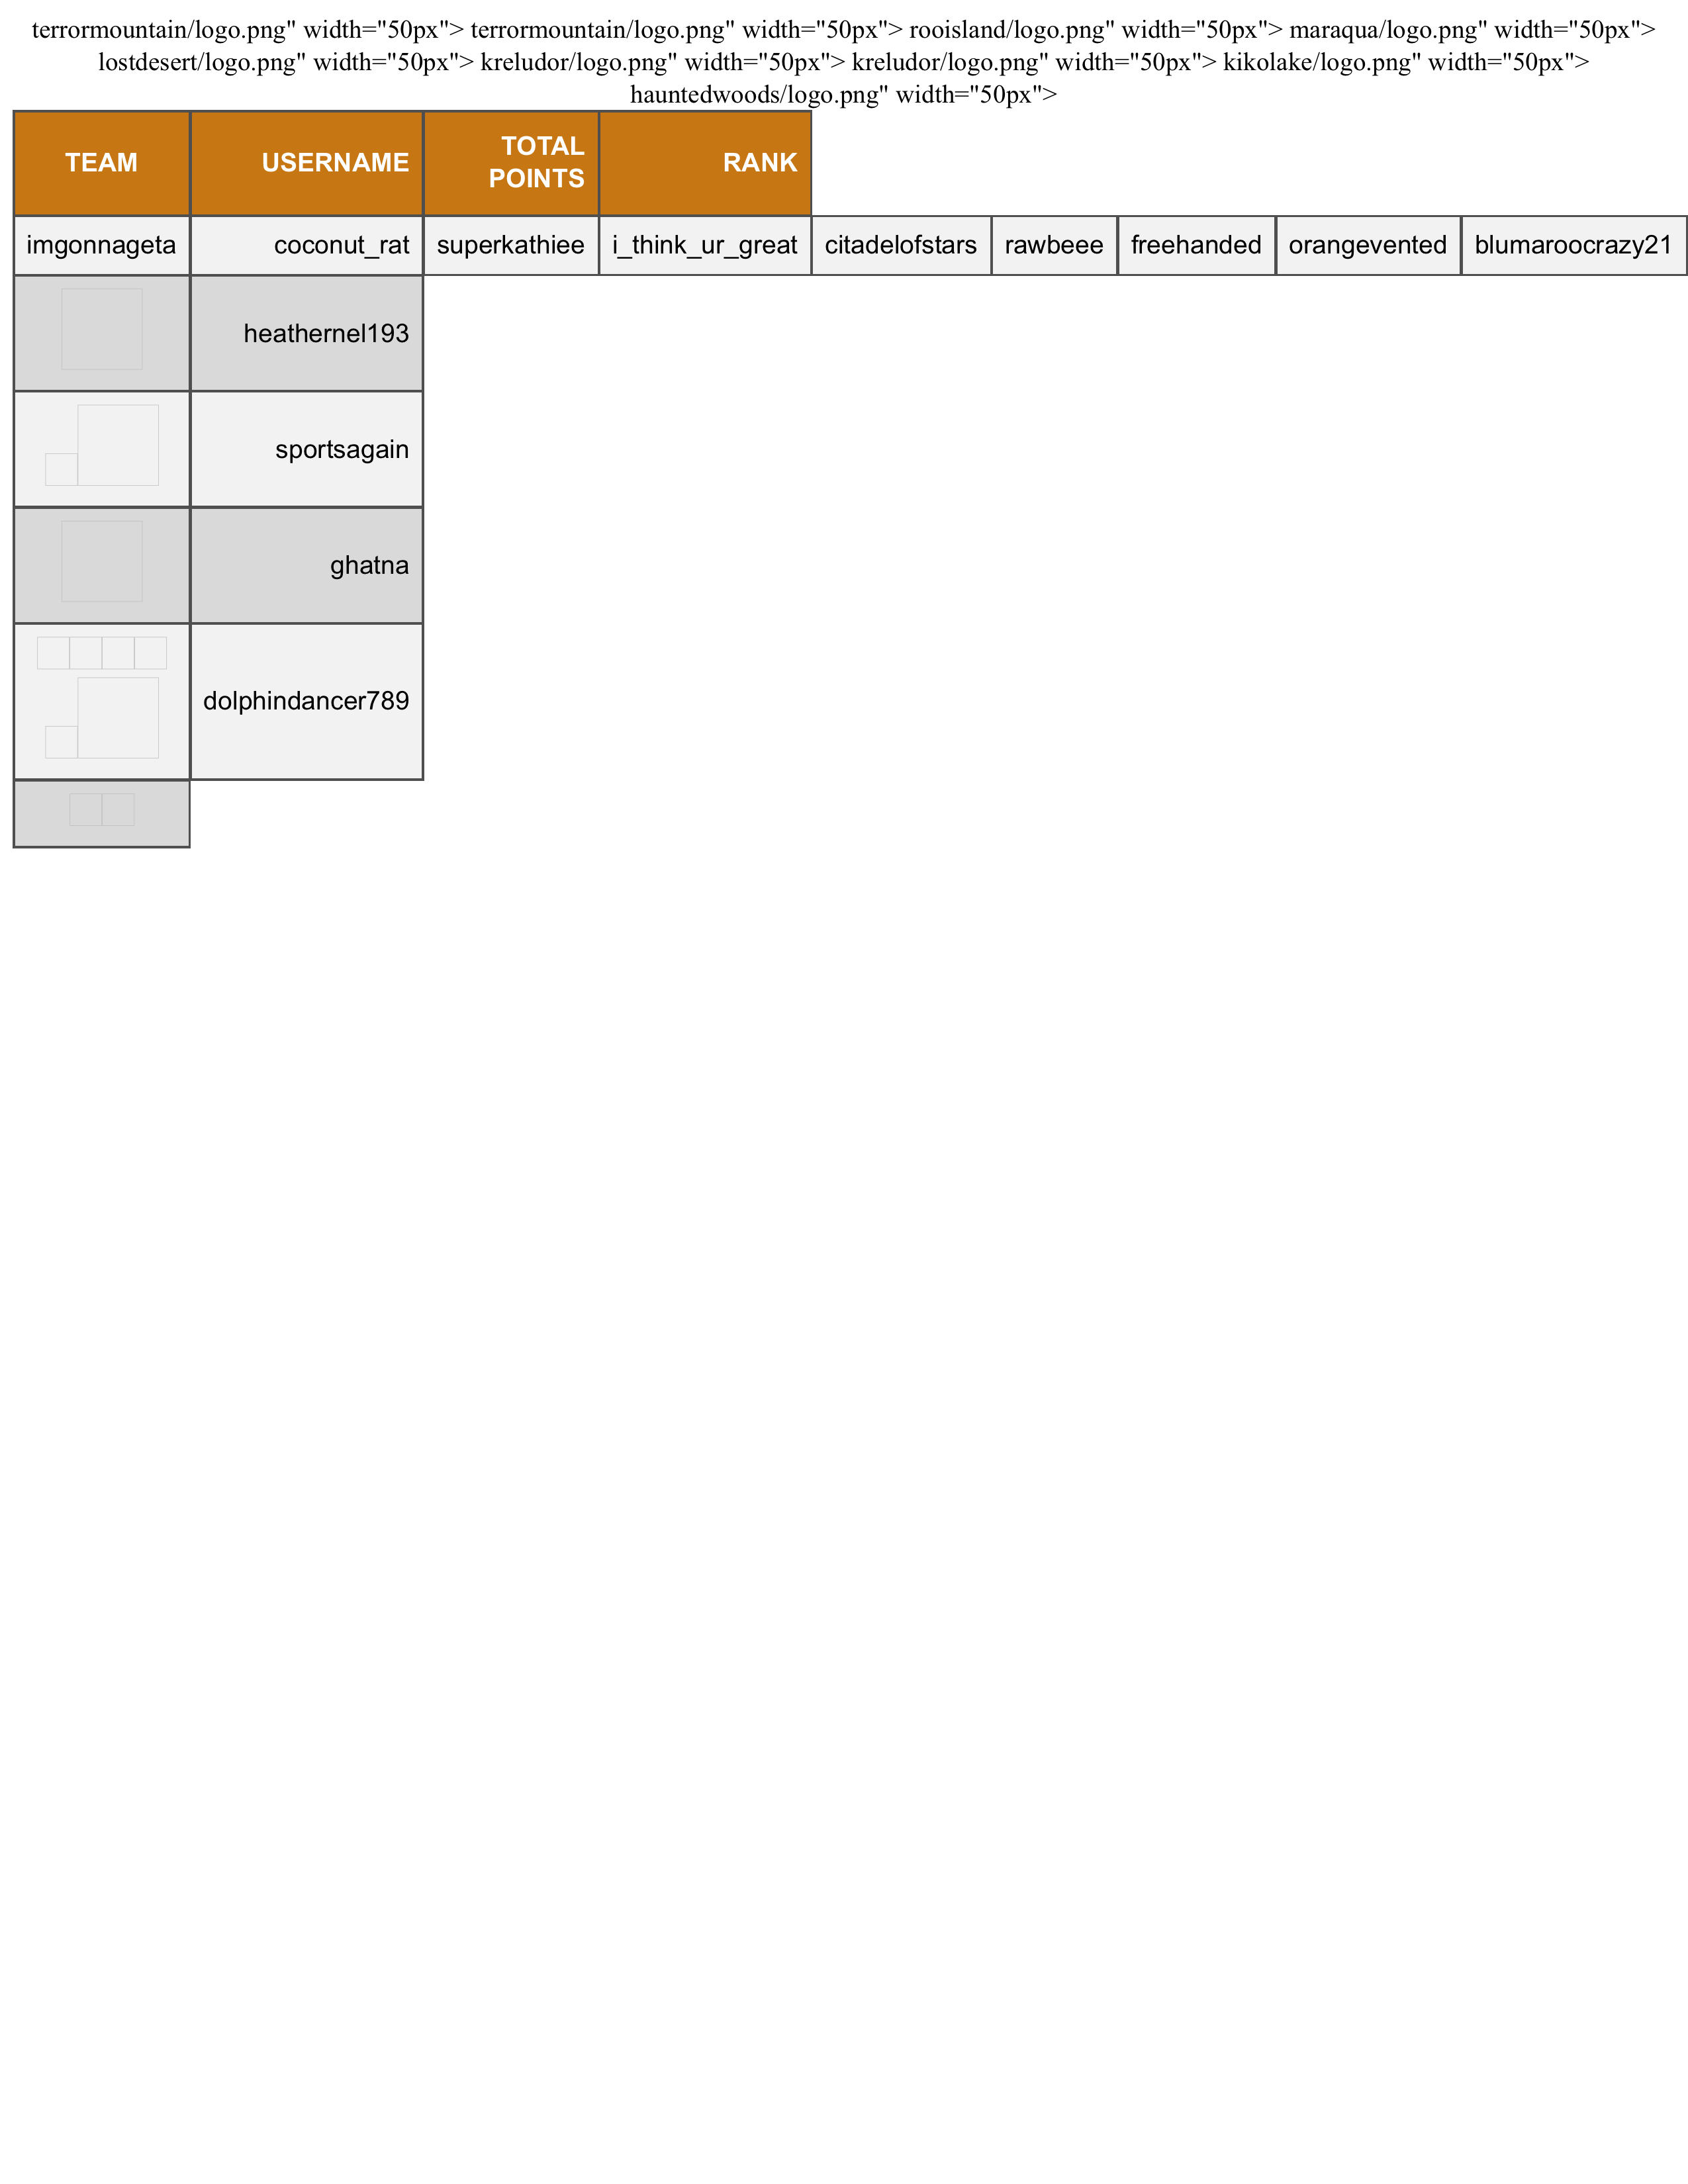 terrormountain/logo.png" width="50px"> terrormountain/logo.png" width="50px"> rooisland/logo.png" width="50px"> maraqua/logo.png" width="50px">
lostdesert/logo.png" width="50px"> kreludor/logo.png" width="50px"> kreludor/logo.png" width="50px"> kikolake/logo.png" width="50px">
hauntedwoods/logo.png" width="50px">
TEAM USERNAME TOTAL POINTS RANK
imgonnageta coconut_rat superkathiee i_think_ur_great citadelofstars rawbeee freehanded orangevented blumaroocrazy21
heathernel193
sportsagain
ghatna
dolphindancer789